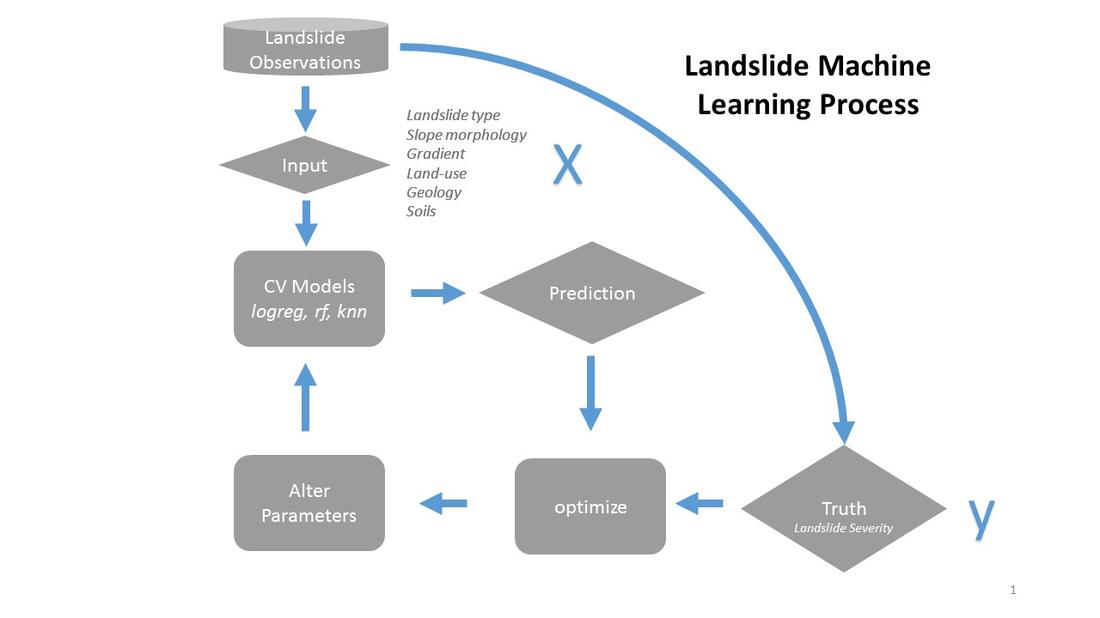 Landslide
Observations
Landslide Machine
Learning Process
Landslide type
Slope morphology
Gradient
Land-use
Geology
Soils
X
Input
CV Models
logreg, rf, knn
Prediction
Alter
Parameters
optimize
Truth
Landslide Severity
y
1